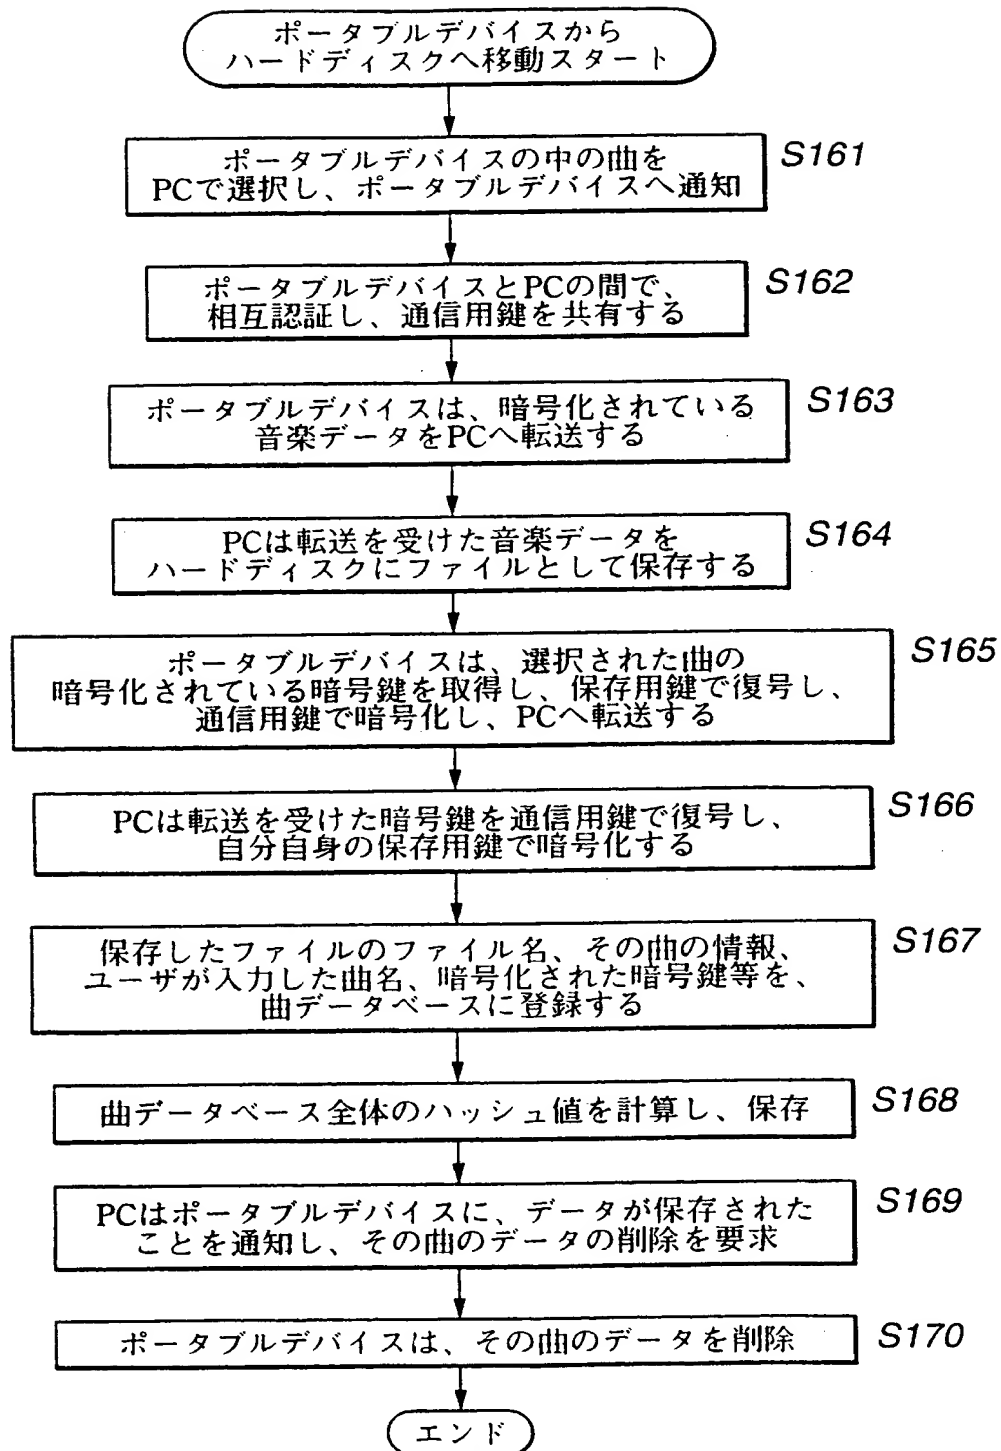 ポータブルデバイスから
ハードディスクへ移動スタート
ポータブルデバイスの中の曲を
PCで選択し、ポータブルデバイスへ通知
S161
ポータブルデバイスとPCの間で、
相互認証し、通信用鍵を共有する
S162
ポータブルデバイスは、暗号化されている
音楽データをPCへ転送する
S163
PCは転送を受けた音楽データを
ハードディスクにファイルとして保存する
S164
ポータブルデバイスは、選択された曲の
暗号化されている暗号鍵を取得し、保存用鍵で復号し、
通信用鍵で暗号化し、PCへ転送する
S165
PCは転送を受けた暗号鍵を通信用鍵で復号し、
自分自身の保存用鍵で暗号化する
S166
保存したファイルのファイル名、その曲の情報、
ユーザが入力した曲名、暗号化された暗号鍵等を、
曲データベースに登録する
S167
曲データベース全体のハッシュ値を計算し、保存
S168
PCはポータブルデバイスに、データが保存された
ことを通知し、その曲のデータの削除を要求
S169
ポータブルデバイスは、その曲のデータを削除
S170
エンド